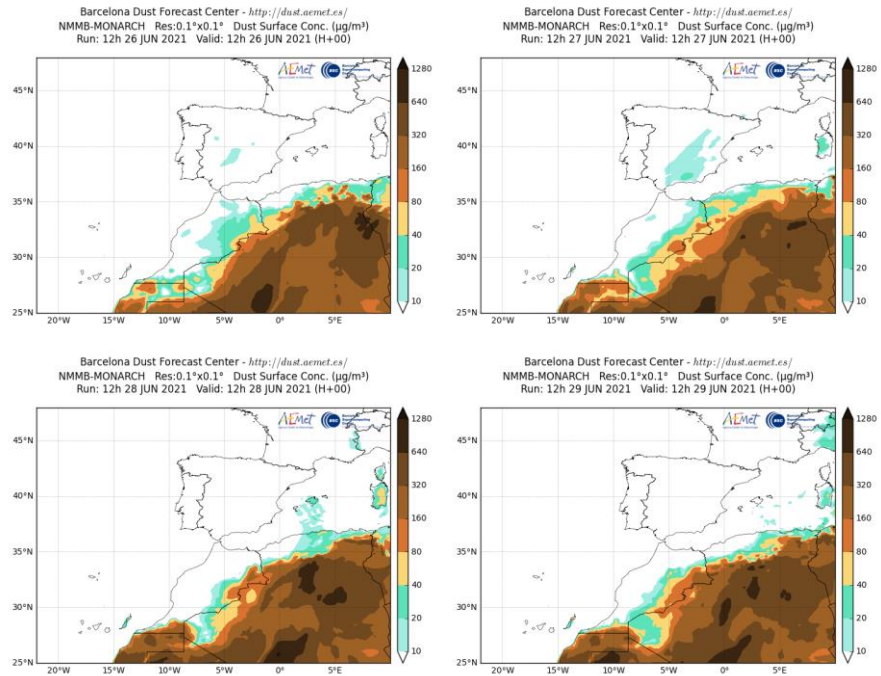 Barcelona Dust Forecast Center - http://dust.aemet.es/
NMMB-MONARCH Res:0.1°x0.1° Dust Surface Conc. (µg/m³)
Run: 12h 26 JUN 2021 Valid: 12h 26 JUN 2021 (H+00)
AEMet
BSC
45°N
40°N
35°N
30°N
25°N
20°W
15°W
10°W
5°W
0°
5°E
1280
640
320
160
80
40
20
10
Barcelona Dust Forecast Center - http://dust.aemet.es/
NMMB-MONARCH Res:0.1°x0.1° Dust Surface Conc. (µg/m³)
Run: 12h 27 JUN 2021 Valid: 12h 27 JUN 2021 (H+00)
AEMet
BSC
45°N
40°N
35°N
30°N
25°N
20°W
15°W
10°W
5°W
0°
5°E
1280
640
320
160
80
40
20
10
Barcelona Dust Forecast Center - http://dust.aemet.es/
NMMB-MONARCH Res:0.1°x0.1° Dust Surface Conc. (µg/m³)
Run: 12h 28 JUN 2021 Valid: 12h 28 JUN 2021 (H+00)
AEMet
BSC
45°N
40°N
35°N
30°N
25°N
20°W
15°W
10°W
5°W
0°
5°E
1280
640
320
160
80
40
20
10
Barcelona Dust Forecast Center - http://dust.aemet.es/
NMMB-MONARCH Res:0.1°x0.1° Dust Surface Conc. (µg/m³)
Run: 12h 29 JUN 2021 Valid: 12h 29 JUN 2021 (H+00)
AEMet
BSC
45°N
40°N
35°N
30°N
25°N
20°W
15°W
10°W
5°W
0°
5°E
1280
640
320
160
80
40
20
10